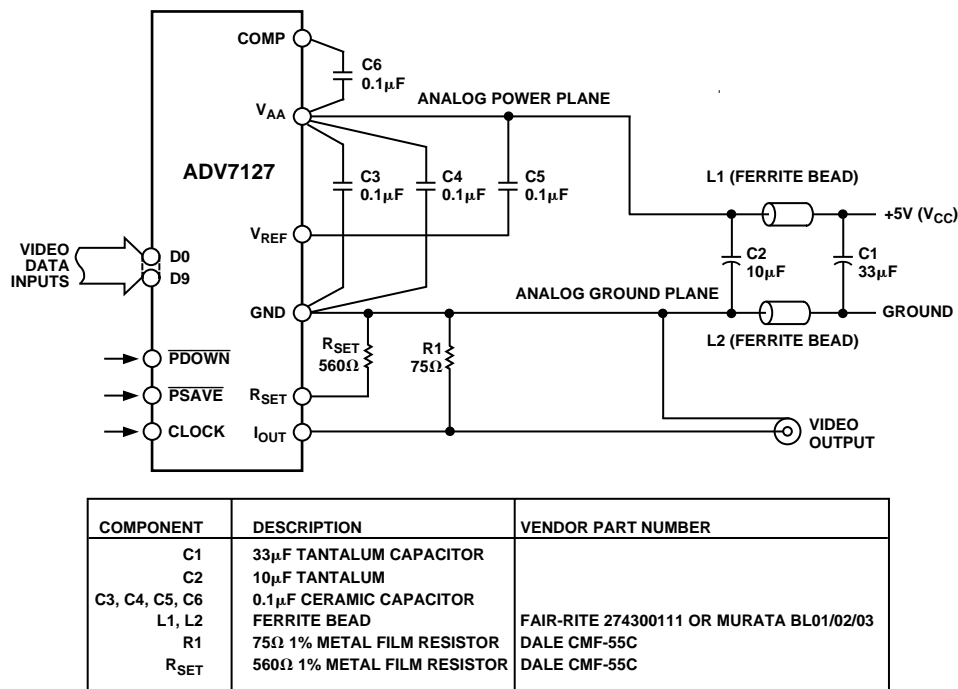 COMP
C6
0.1μF
VAA
ANALOG POWER PLANE
ADV7127
C3
0.1μF
C4
0.1μF
C5
0.1μF
L1 (FERRITE BEAD)
+5V (VCC)
VREF
VIDEO
DATA
INPUTS
D0
D9
C2
10μF
C1
33μF
ANALOG GROUND PLANE
GND
GROUND
L2 (FERRITE BEAD)
RSET
560Ω
R1
75Ω
PDOWN
PSAVE
RSET
CLOCK
IOUT
VIDEO
OUTPUT
COMPONENT DESCRIPTION VENDOR PART NUMBER
C1 33μF TANTALUM CAPACITOR
C2 10μF TANTALUM
C3, C4, C5, C6 0.1μF CERAMIC CAPACITOR
L1, L2 FERRITE BEAD FAIR-RITE 274300111 OR MURATA BL01/02/03
R1 75Ω 1% METAL FILM RESISTOR DALE CMF-55C
RSET 560Ω 1% METAL FILM RESISTOR DALE CMF-55C